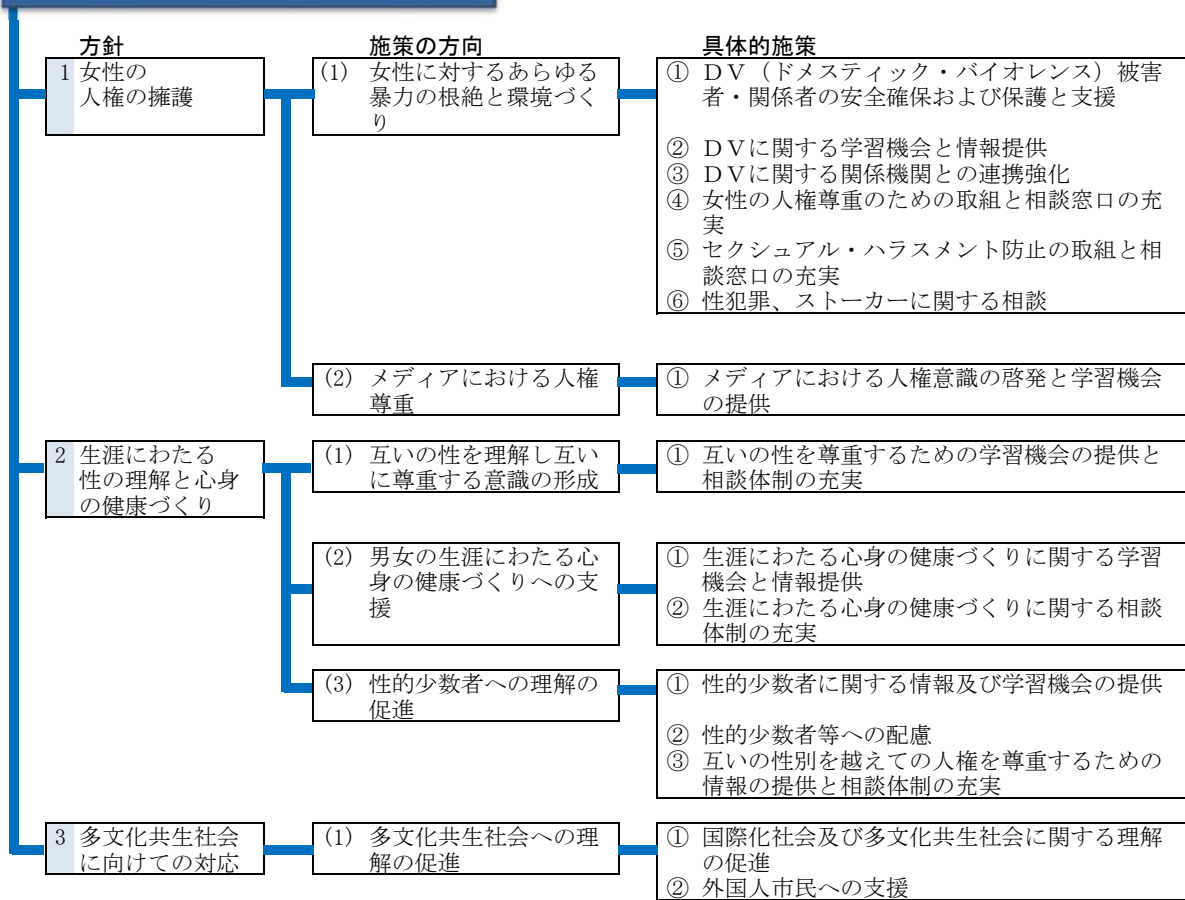 方針
施策の方向
具体的施策
1 女性の
人権の擁護
(1) 女性に対するあらゆる
暴力の根絶と環境づく
り
① ＤＶ（ドメスティック・バイオレンス）被害
者・関係者の安全確保および保護と支援
② ＤＶに関する学習機会と情報提供
③ ＤＶに関する関係機関との連携強化
④ 女性の人権尊重のための取組と相談窓口の充
実
⑤ セクシュアル・ハラスメント防止の取組と相
談窓口の充実
⑥ 性犯罪、ストーカーに関する相談
(2) メディアにおける人権
尊重
① メディアにおける人権意識の啓発と学習機会
の提供
2 生涯にわたる
性の理解と心身
の健康づくり
(1) 互いの性を理解し互い
に尊重する意識の形成
① 互いの性を尊重するための学習機会の提供と
相談体制の充実
(2) 男女の生涯にわたる心
身の健康づくりへの支
援
① 生涯にわたる心身の健康づくりに関する学習
機会と情報提供
② 生涯にわたる心身の健康づくりに関する相談
体制の充実
(3) 性的少数者への理解の
促進
① 性的少数者に関する情報及び学習機会の提供
② 性的少数者等への配慮
③ 互いの性別を越えての人権を尊重するための
情報の提供と相談体制の充実
3 多文化共生社会
に向けての対応
(1) 多文化共生社会への理
解の促進
① 国際化社会及び多文化共生社会に関する理解
の促進
② 外国人市民への支援